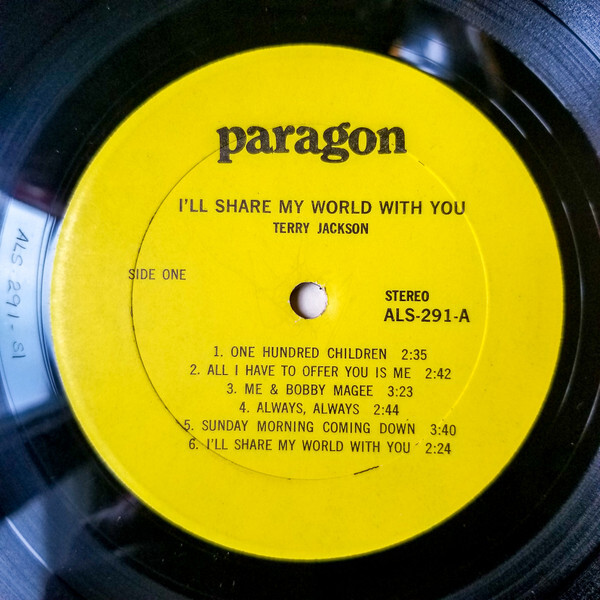 paragon
I'LL SHARE MY WORLD WITH YOU
TERRY JACKSON
SIDE ONE
STEREO
ALS-291-A
1. ONE HUNDRED CHILDREN 2:35
2. ALL I HAVE TO OFFER YOU IS ME 2:42
3. ME & BOBBY MAGEE 3:23
4. ALWAYS, ALWAYS 2:44
5. SUNDAY MORNING COMING DOWN 3:40
6. I'LL SHARE MY WORLD WITH YOU 2:24
ALS-291-S1